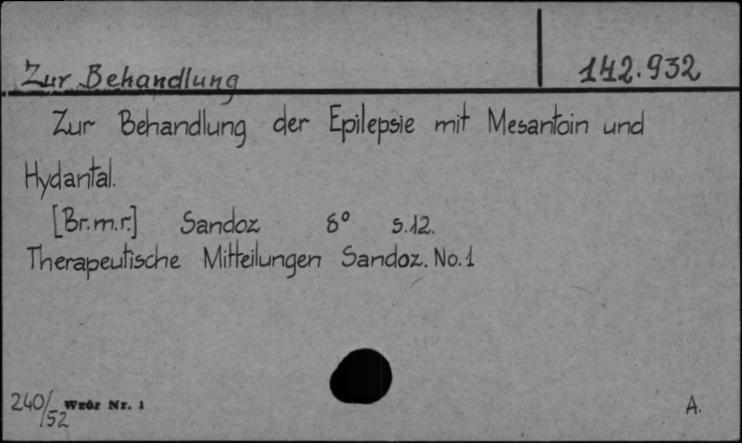 Zur Behandlung
142.932
Zur Behandlung der Epilepsie mit Mesantoin und
Hydantal.
[Br.m.r.] Sandoz 8° s.12.
Therapeutische Mitteilungen Sandoz. No.1
240/52 Wzór Nr. 1
A.